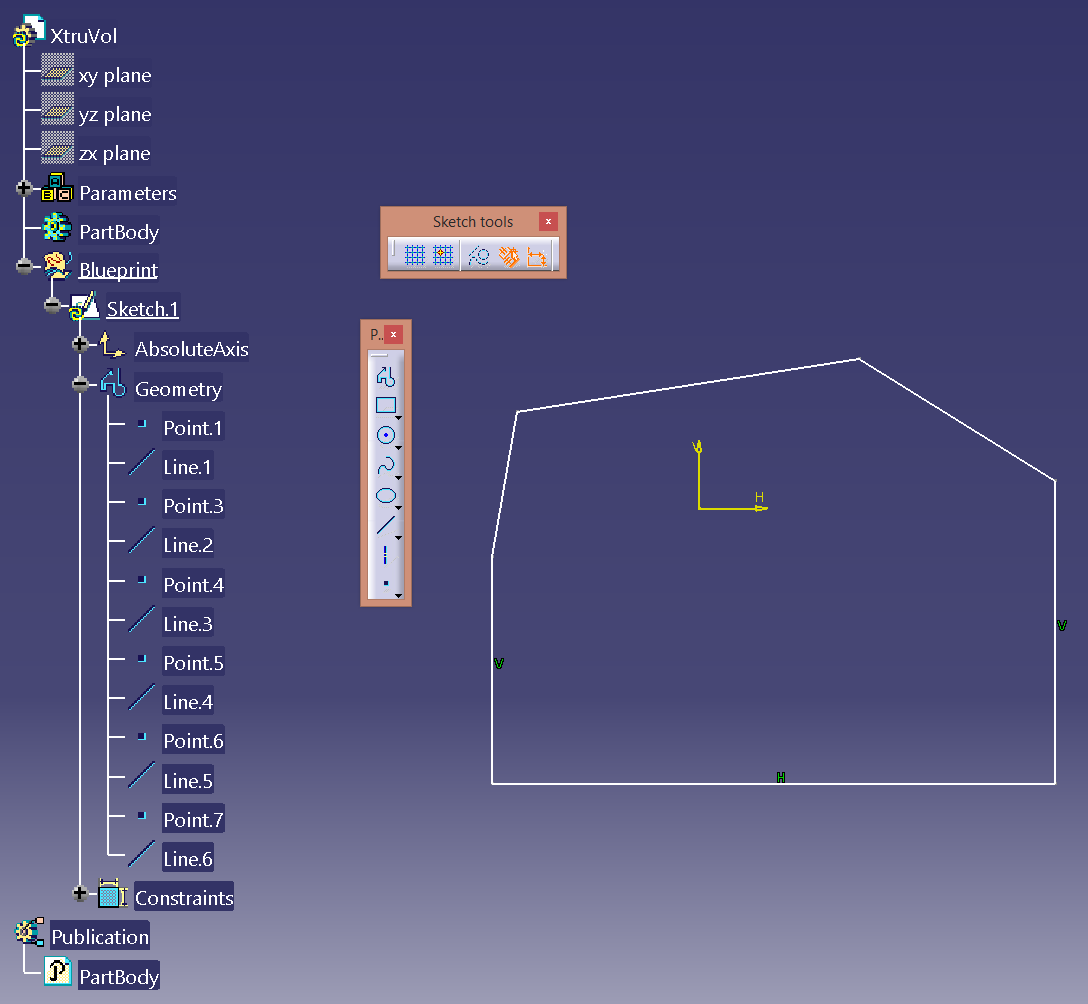 XtruVol
xy plane
yz plane
zx plane
Parameters
PartBody
Blueprint
Sketch.1
AbsoluteAxis
Geometry
Point.1
Line.1
Point.3
Line.2
Point.4
Line.3
Point.5
Line.4
Point.6
Line.5
Point.7
Line.6
Constraints
Publication
PartBody
Sketch tools
P..
V
H
V
V
H